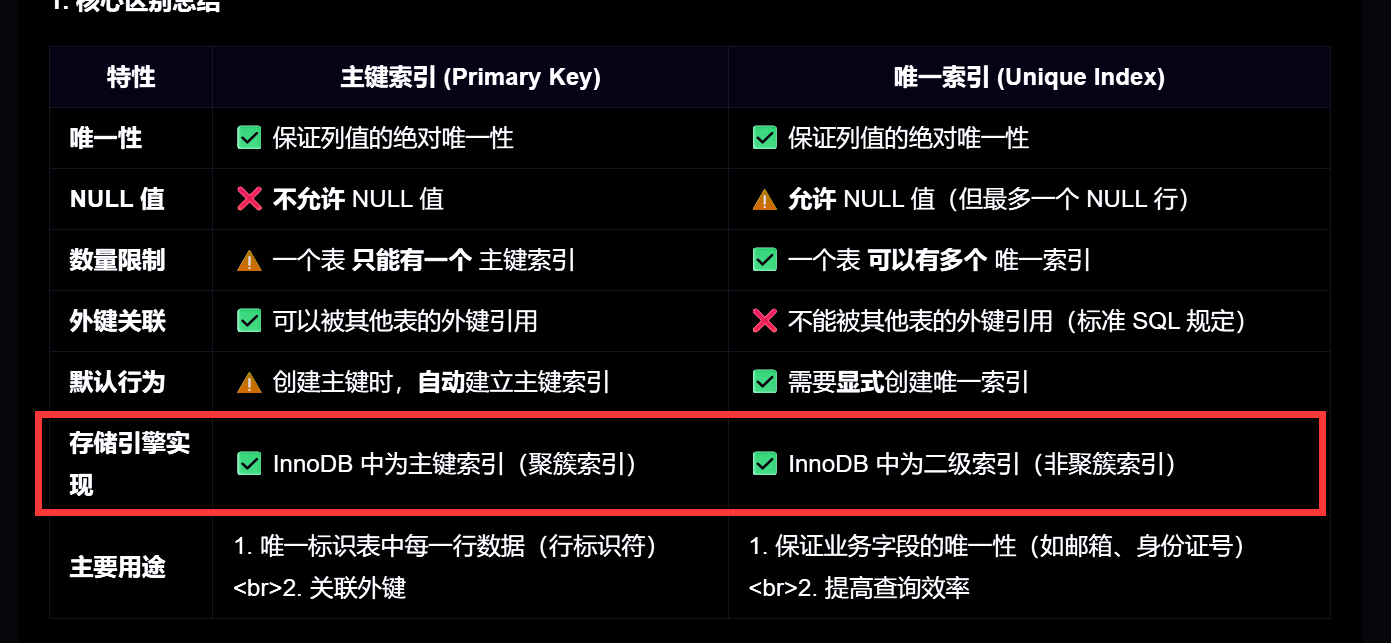 1. 核心区别总结
特性 主键索引 (Primary Key) 唯一索引 (Unique Index)
唯一性 ✅ 保证列值的绝对唯一性 ✅ 保证列值的绝对唯一性
NULL 值 ❌ 不允许 NULL 值 ⚠️ 允许 NULL 值（但最多一个 NULL 行）
数量限制 ⚠️ 一个表 只能有一个 主键索引 ✅ 一个表 可以有多个 唯一索引
外键关联 ✅ 可以被其他表的外键引用 ❌ 不能被其他表的外键引用（标准 SQL 规定）
默认行为 ⚠️ 创建主键时，自动建立主键索引 ✅ 需要显式创建唯一索引
存储引擎实
现
✅ InnoDB 中为主键索引（聚簇索引） ✅ InnoDB 中为二级索引（非聚簇索引）
主要用途
1. 唯一标识表中每一行数据（行标识符）
<br>2. 关联外键
1. 保证业务字段的唯一性（如邮箱、身份证号）
<br>2. 提高查询效率